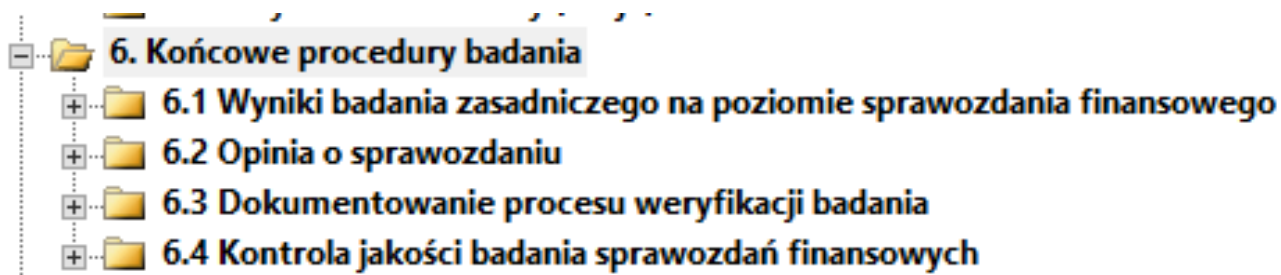 6. Końcowe procedury badania
6.1 Wyniki badania zasadniczego na poziomie sprawozdania finansowego
6.2 Opinia o sprawozdaniu
6.3 Dokumentowanie procesu weryfikacji badania
6.4 Kontrola jakości badania sprawozdań finansowych